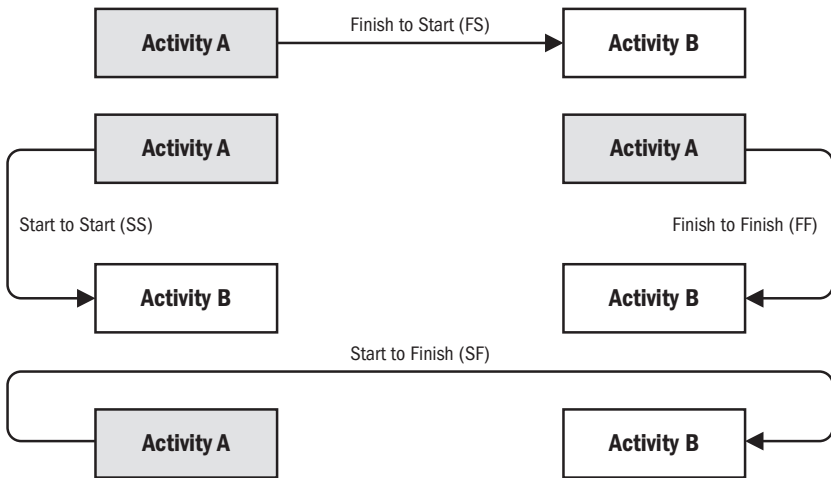 Activity A
Finish to Start (FS)
Activity B
Activity A
Activity A
Start to Start (SS)
Finish to Finish (FF)
Activity B
Activity B
Start to Finish (SF)
Activity A
Activity B